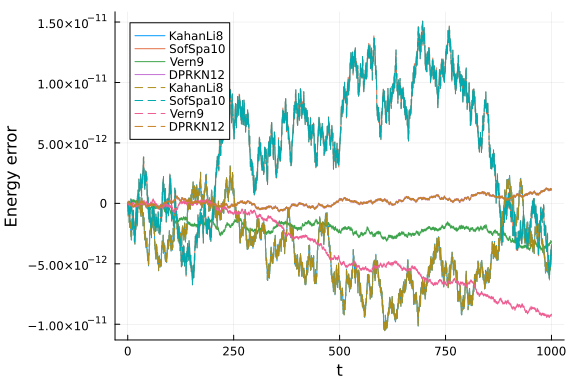 1.50×10⁻¹¹
1.00×10⁻¹¹
5.00×10⁻¹²
0
−5.00×10⁻¹²
−1.00×10⁻¹¹
Energy error
KahanLi8
SofSpa10
Vern9
DPRKN12
KahanLi8
SofSpa10
Vern9
DPRKN12
0 250 500 750 1000
t